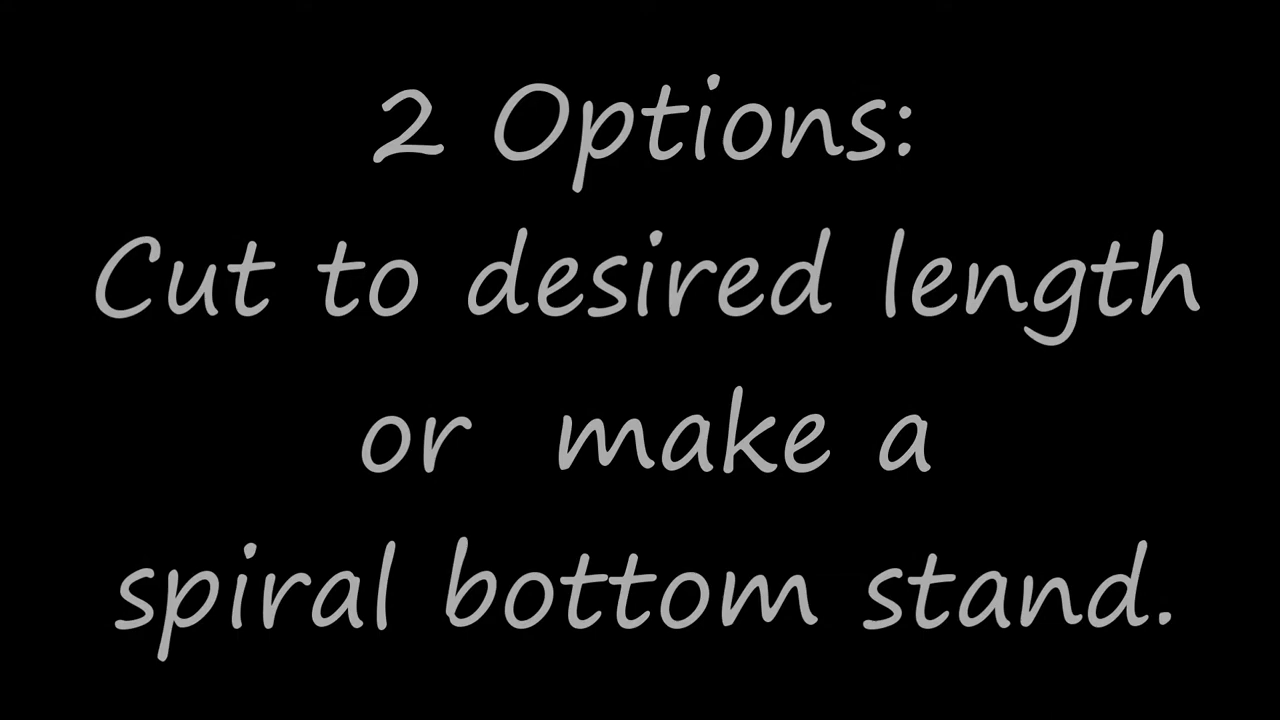 2 Options:
Cut to desired length
or make a
spiral bottom stand.